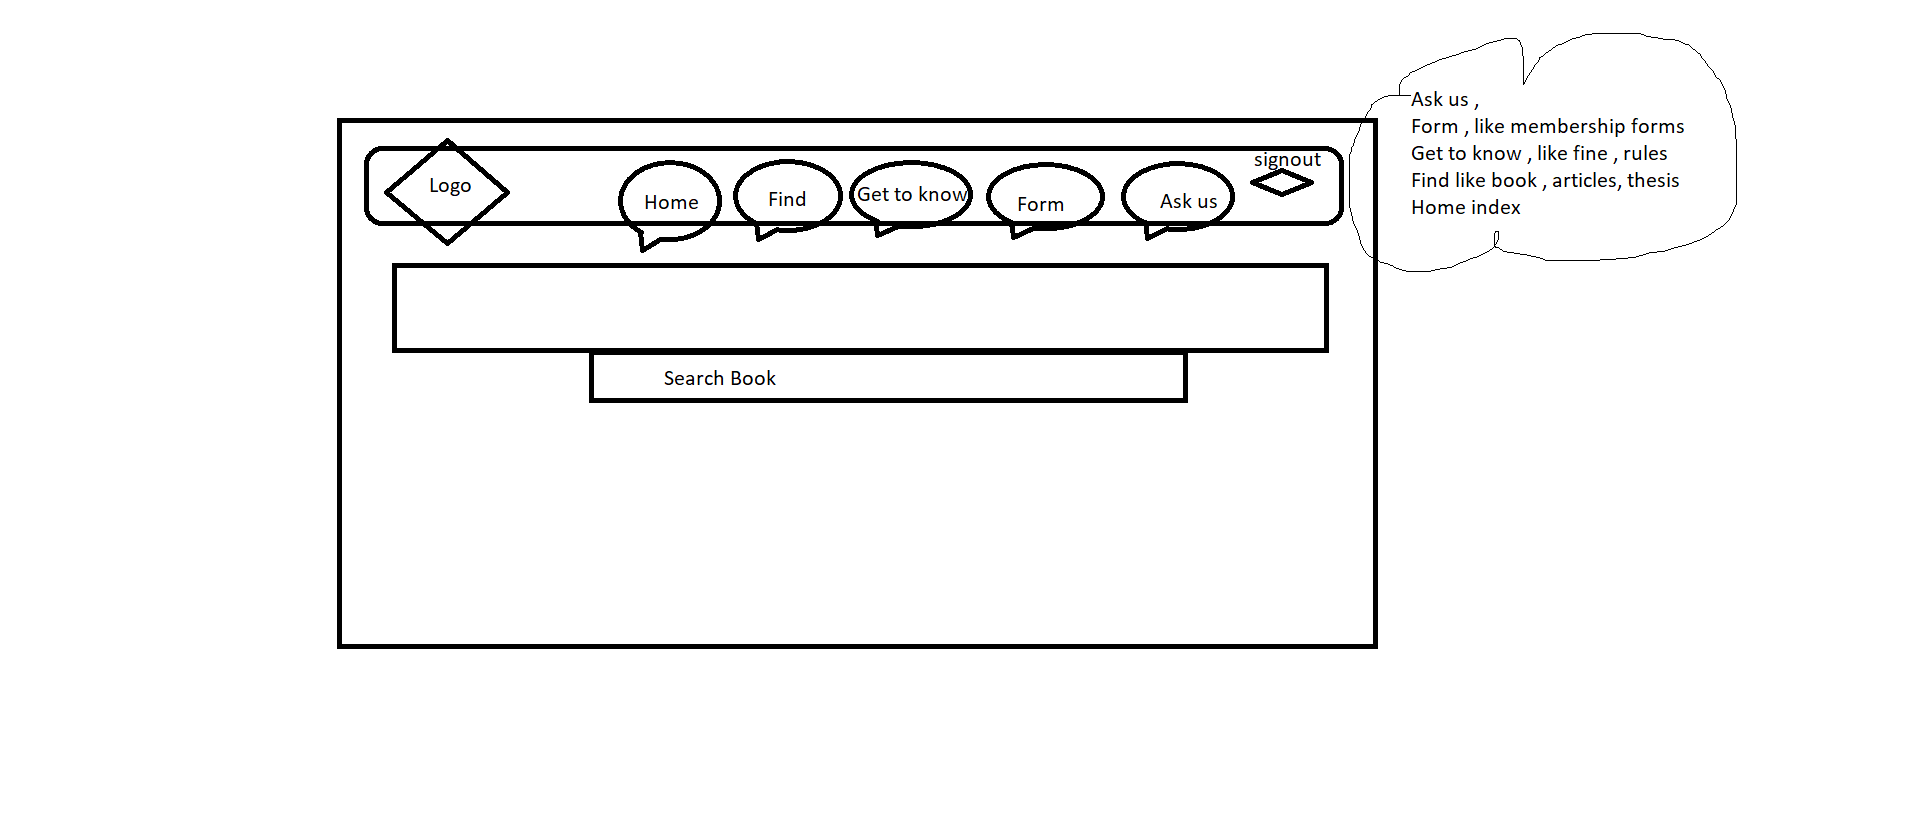 Logo
Home
Find
Get to know
Form
Ask us
signout
Search Book
Ask us ,
Form , like membership forms
Get to know , like fine , rules
Find like book , articles, thesis
Home index